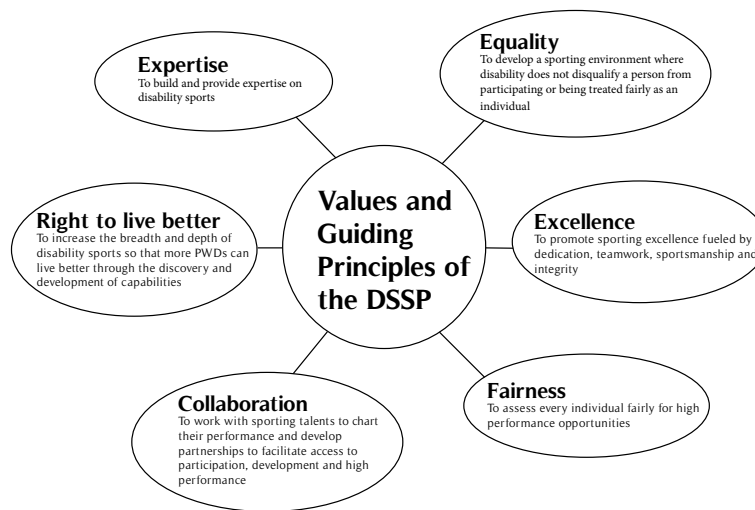 Expertise
To build and provide expertise on
disability sports
Equality
To develop a sporting environment where
disability does not disqualify a person from
participating or being treated fairly as an
individual
Values and
Guiding
Principles of
the DSSP
Right to live better
To increase the breadth and depth of
disability sports so that more PWDs can
live better through the discovery and
development of capabilities
Excellence
To promote sporting excellence fueled by
dedication, teamwork, sportsmanship and
integrity
Collaboration
To work with sporting talents to chart
their performance and develop
partnerships to facilitate access to
participation, development and high
performance
Fairness
To assess every individual fairly for high
performance opportunities